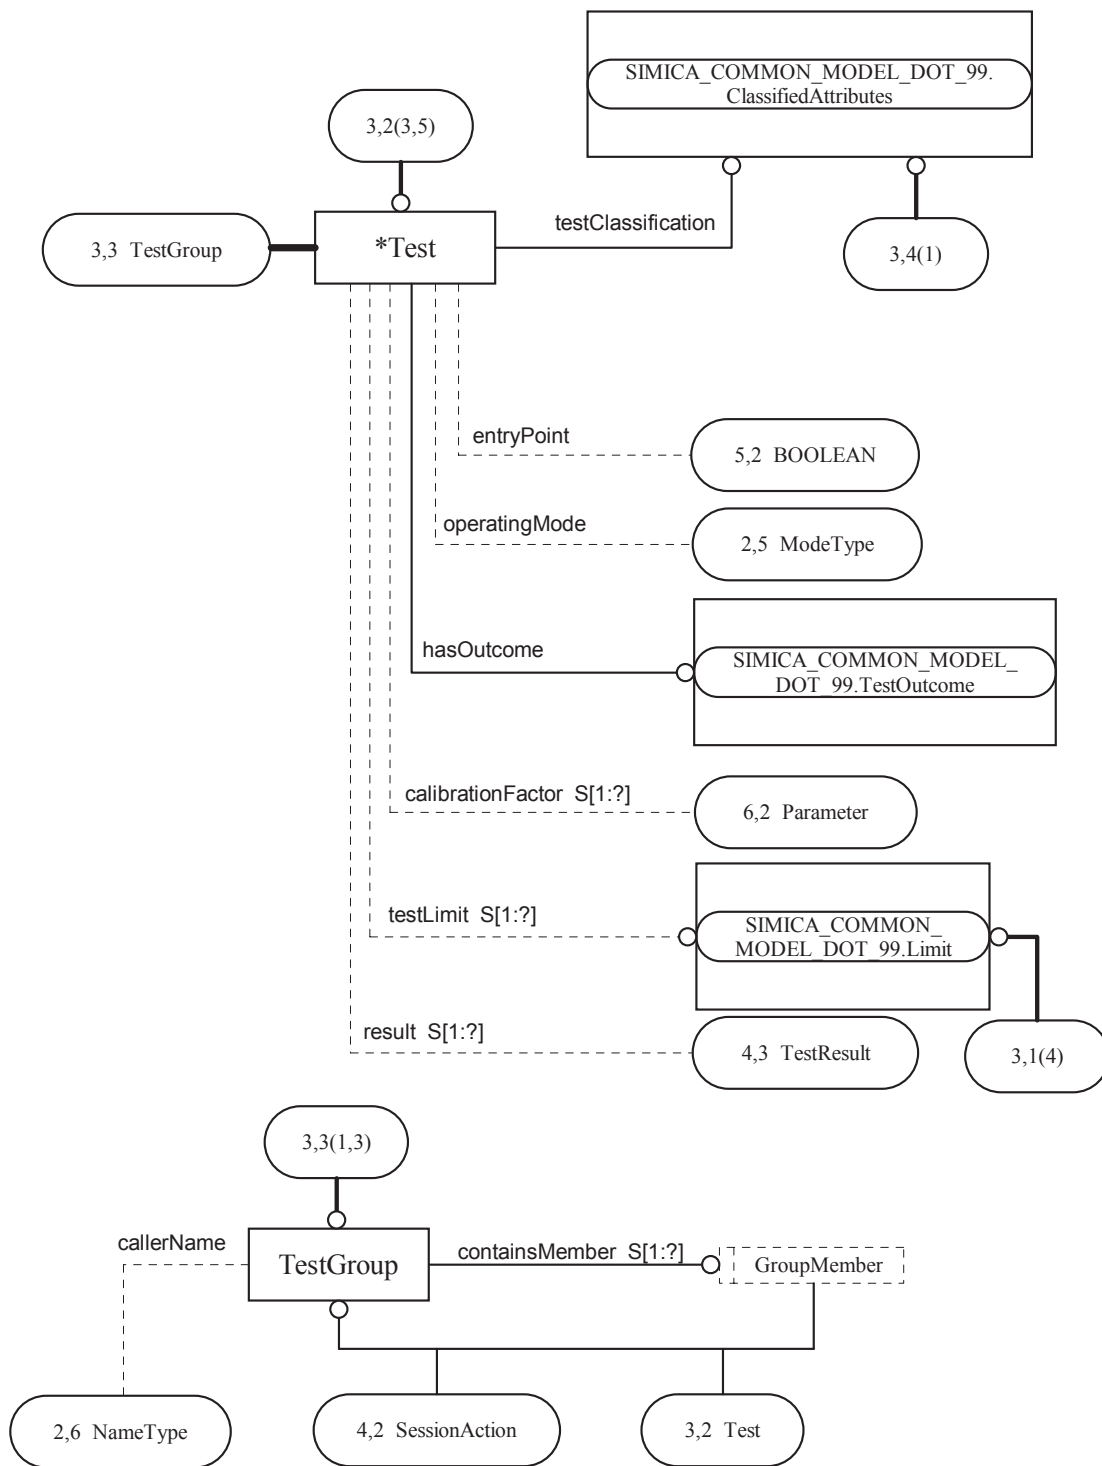 SIMICA_COMMON_MODEL_DOT_99.
ClassifiedAttributes
3,2(3,5)
testClassification
3,3 TestGroup
*Test
3,4(1)
entryPoint
5,2 BOOLEAN
operatingMode
2,5 ModeType
hasOutcome
SIMICA_COMMON_MODEL_
DOT_99.TestOutcome
calibrationFactor S[1:?]
6,2 Parameter
testLimit S[1:?]
SIMICA_COMMON_
MODEL_DOT_99.Limit
result S[1:?]
4,3 TestResult
3,1(4)
3,3(1,3)
callerName
TestGroup
containsMember S[1:?]
GroupMember
2,6 NameType
4,2 SessionAction
3,2 Test